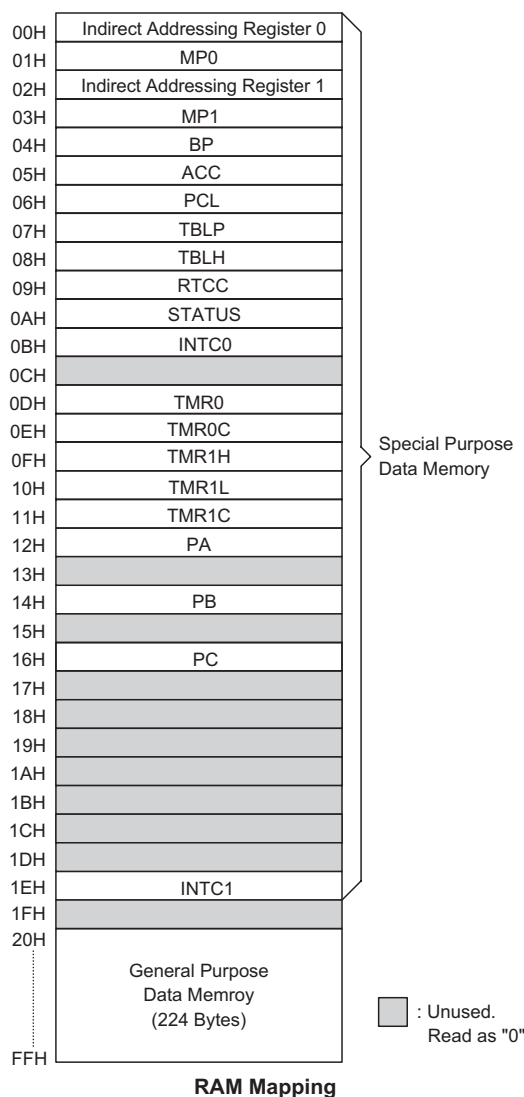 00H Indirect Addressing Register 0
01H MP0
02H Indirect Addressing Register 1
03H MP1
04H BP
05H ACC
06H PCL
07H TBLP
08H TBLH
09H RTCC
0AH STATUS
0BH INTC0
0CH
0DH TMR0
0EH TMR0C
0FH TMR1H
10H TMR1L
11H TMR1C
12H PA
13H
14H PB
15H
16H PC
17H
18H
19H
1AH
1BH
1CH
1DH
1EH INTC1
1FH
20H
Special Purpose
Data Memory
General Purpose
Data Memroy
(224 Bytes)
FFH
: Unused.
Read as "0"
RAM Mapping